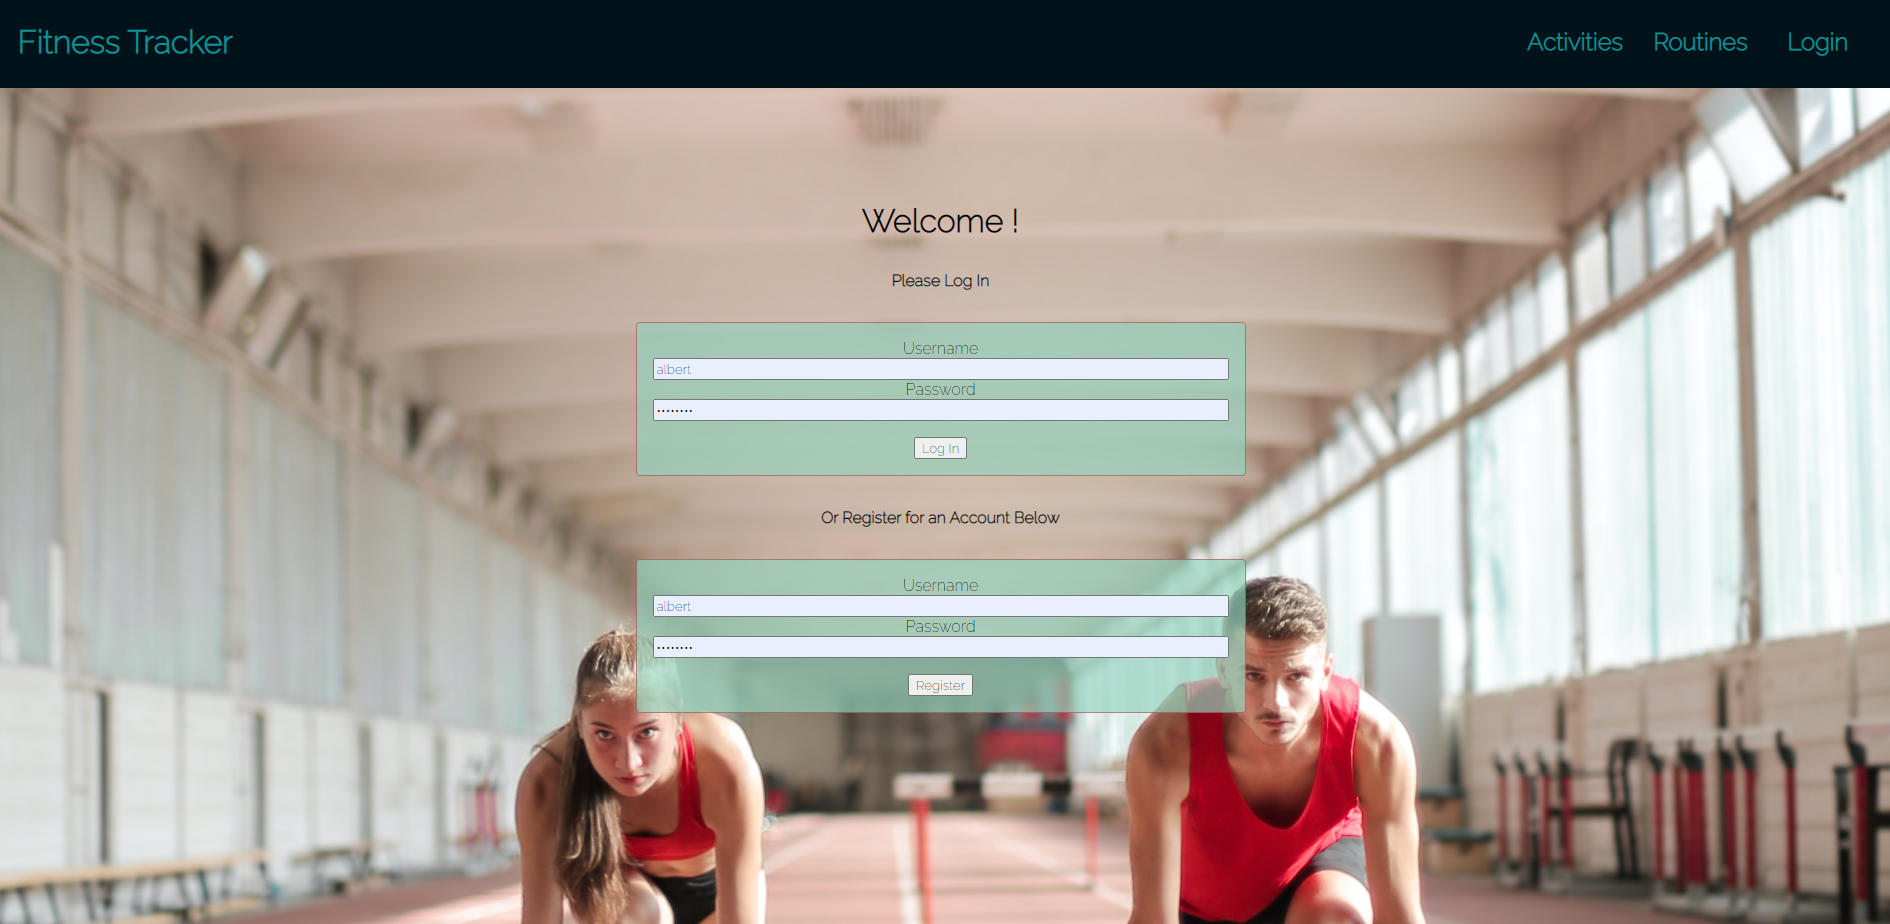 Fitness Tracker
Activities Routines Login
Welcome !
Please Log In
Username
albert
Password
••••••••
Log In
Or Register for an Account Below
Username
albert
Password
••••••••
Register